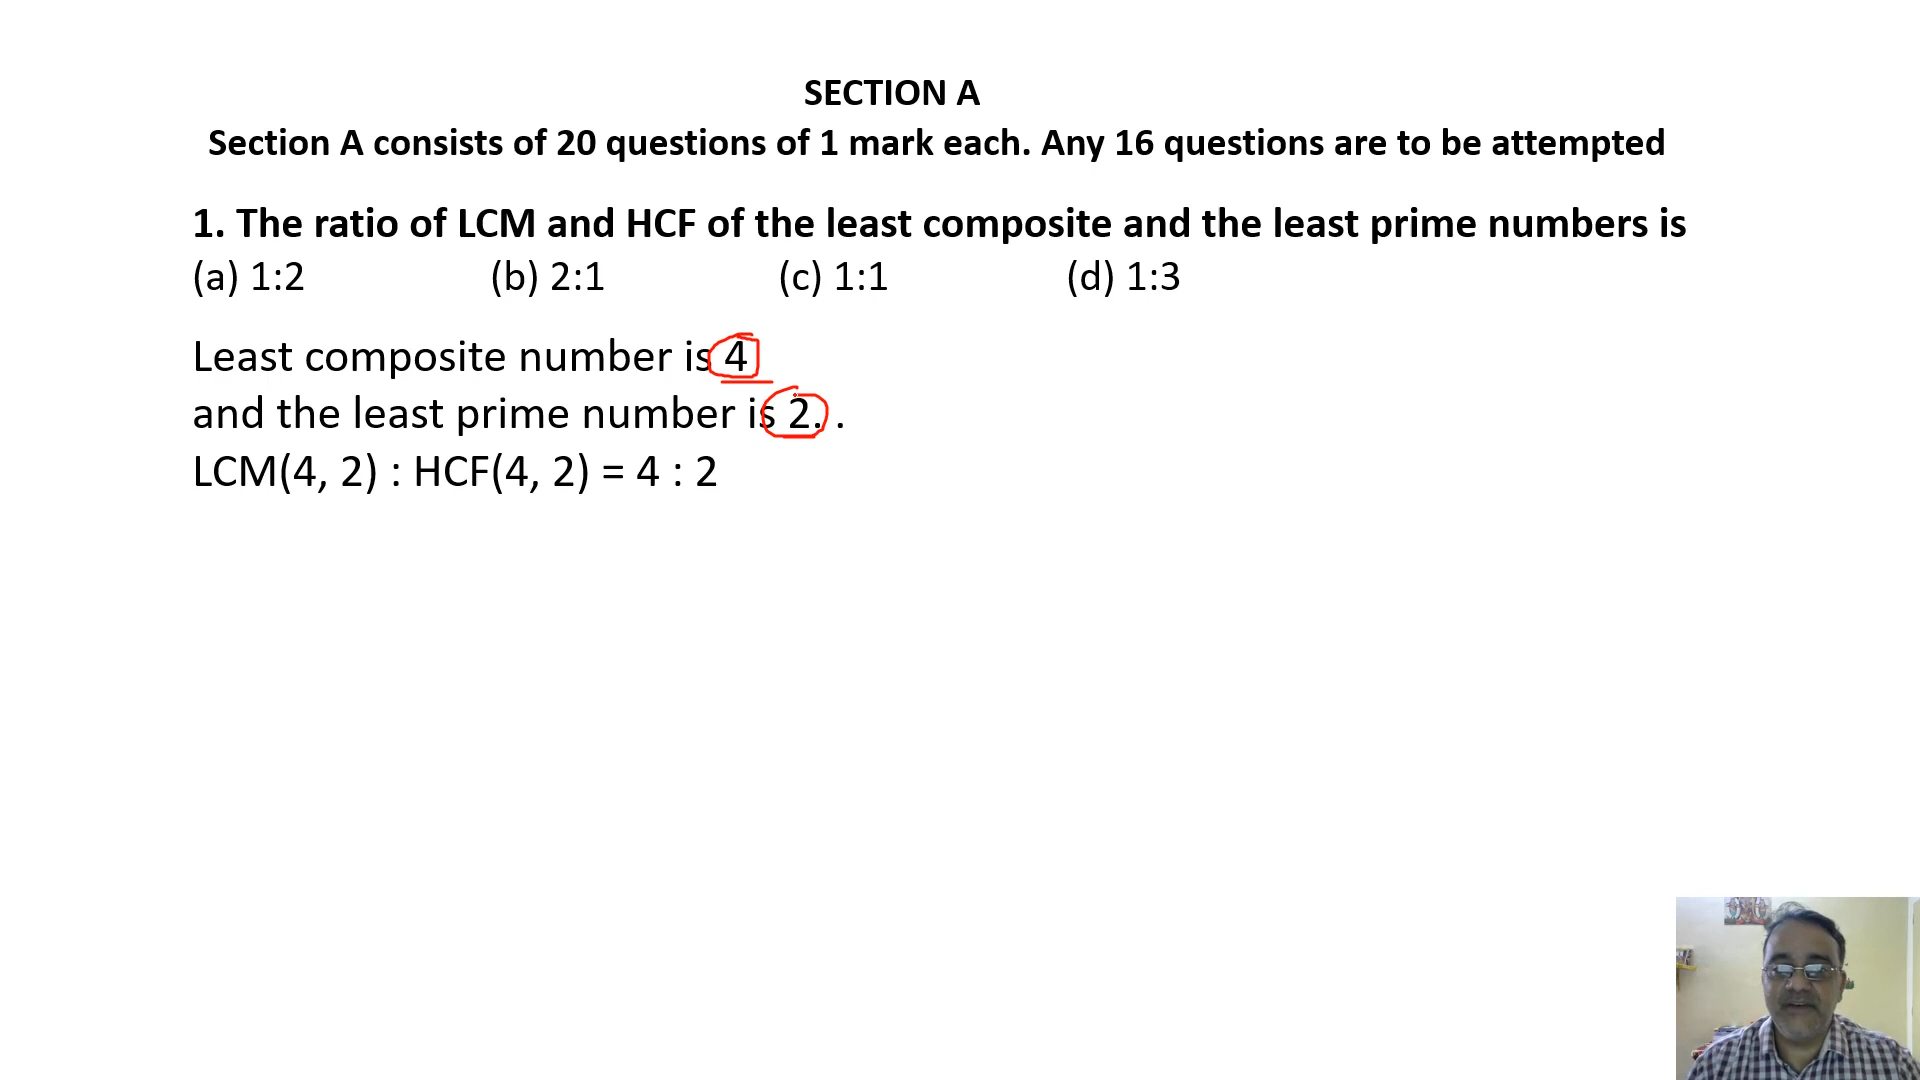 SECTION A
Section A consists of 20 questions of 1 mark each. Any 16 questions are to be attempted
1. The ratio of LCM and HCF of the least composite and the least prime numbers is
(a) 1:2 (b) 2:1 (c) 1:1 (d) 1:3
Least composite number is 4
and the least prime number is 2. .
LCM(4, 2) : HCF(4, 2) = 4 : 2